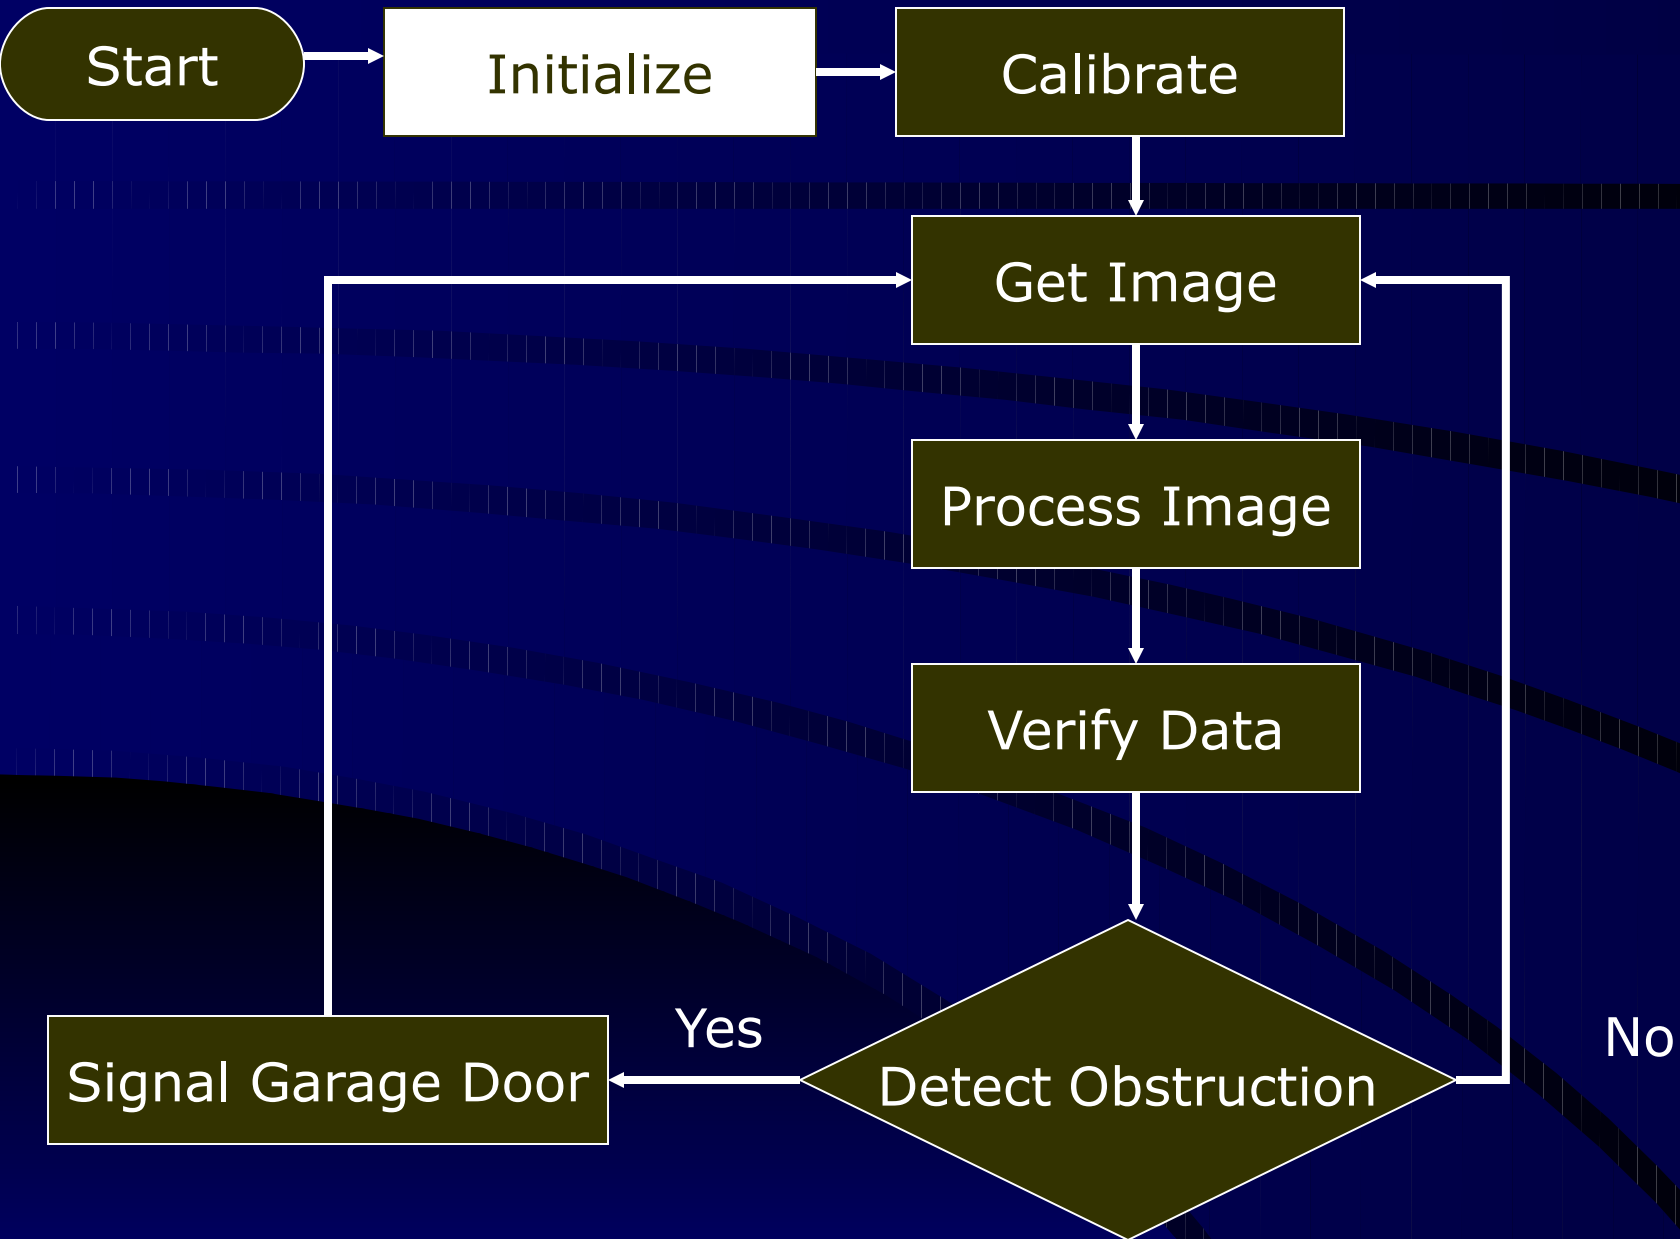 Start
Initialize
Calibrate
Get Image
Process Image
Verify Data
Yes
No
Signal Garage Door
Detect Obstruction